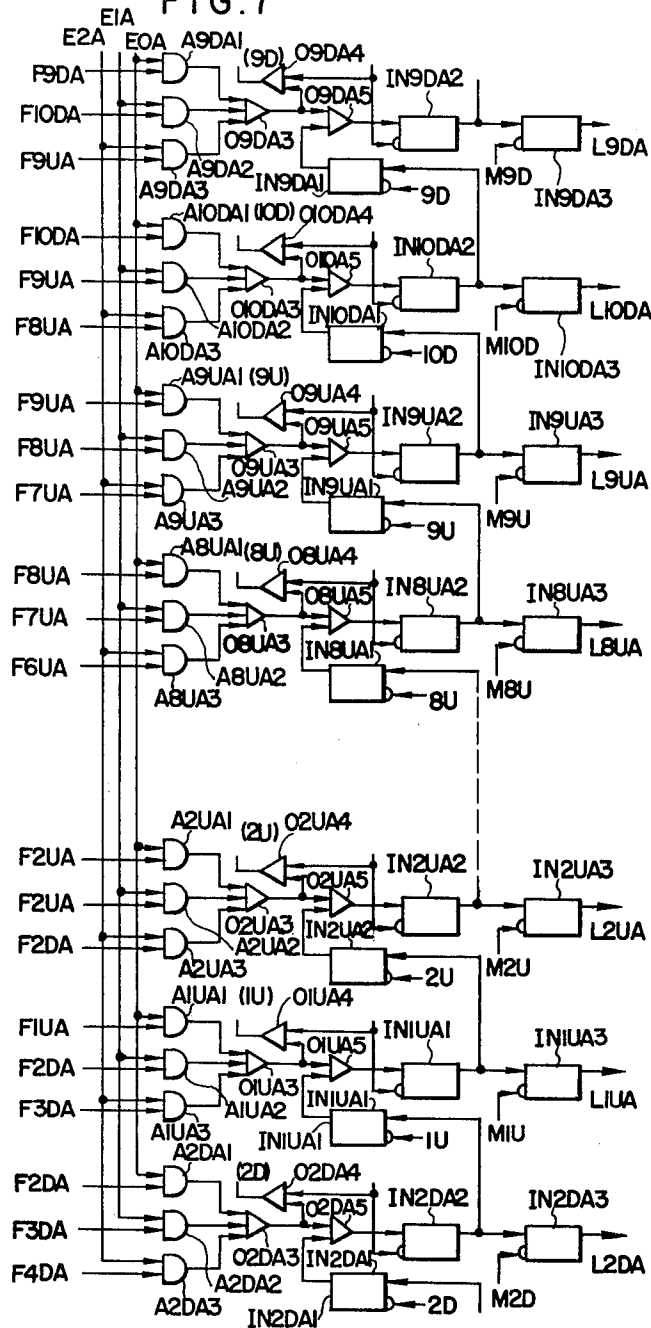 FIG. 7
E1A
E2A
E0A
A9DA1
(9D)
O9DA4
IN9DA2
F9DA
O9DA5
F10DA
O9DA3
L9DA
F9UA
A9DA2
A9DA3
IN9DA1
9D
M9D
IN9DA3
A10DA1
(10D)
O10DA4
F10DA
O10DA5
IN10DA2
F9UA
O10DA3
IN10DA1
L10DA
F8UA
A10DA2
A10DA3
10D
M10D
IN10DA3
A9UA1
(9U)
O9UA4
F9UA
O9UA5
IN9UA2
IN9UA3
F8UA
O9UA3
L9UA
F7UA
A9UA2
IN9UA1
A9UA3
9U
M9U
A8UA1
(8U)
O8UA4
F8UA
O8UA5
IN8UA2
IN8UA3
F7UA
O8UA3
L8UA
F6UA
A8UA2
IN8UA1
A8UA3
8U
M8U
A2UA1
(2U)
O2UA4
F2UA
O2UA5
IN2UA2
IN2UA3
F2UA
O2UA3
L2UA
F2DA
A2UA2
IN2UA2
A2UA3
2U
M2U
A1UA1
(1U)
O1UA4
F1UA
O1UA5
IN1UA1
IN1UA3
F2DA
O1UA3
L1UA
F3DA
A1UA2
IN1UA1
A1UA3
IN1UA1
1U
M1U
A2DA1
(2D)
O2DA4
F2DA
O2DA5
IN2DA2
IN2DA3
F3DA
O2DA3
L2DA
F4DA
A2DA2
IN2DA1
A2DA3
IN2DA1
2D
M2D